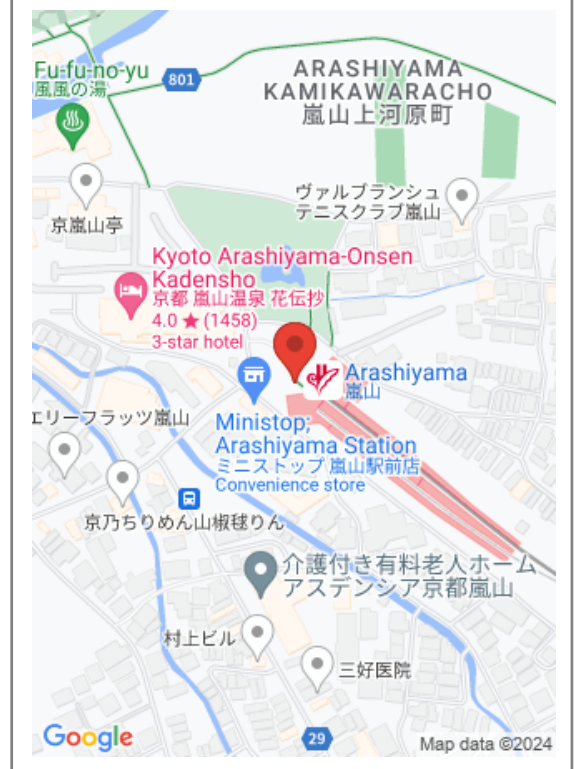 Fu-fu-no-yu
風風の湯
801
ARASHIYAMA
KAMIKAWARACHO
嵐山上河原町
京嵐山亭
ヴァルブランシュ
テニスクラブ嵐山
Kyoto Arashiyama-Onsen
Kadensho
京都 嵐山温泉 花伝抄
4.0 ★ (1458)
3-star hotel
Arashiyama
嵐山
Ministop;
Arashiyama Station
ミニストップ 嵐山駅前店
Convenience store
エリーフラッツ嵐山
京乃ちりめん山椒毬りん
介護付き有料老人ホーム
アスデンシア京都嵐山
村上ビル
三好医院
29
Google
Map data ©2024